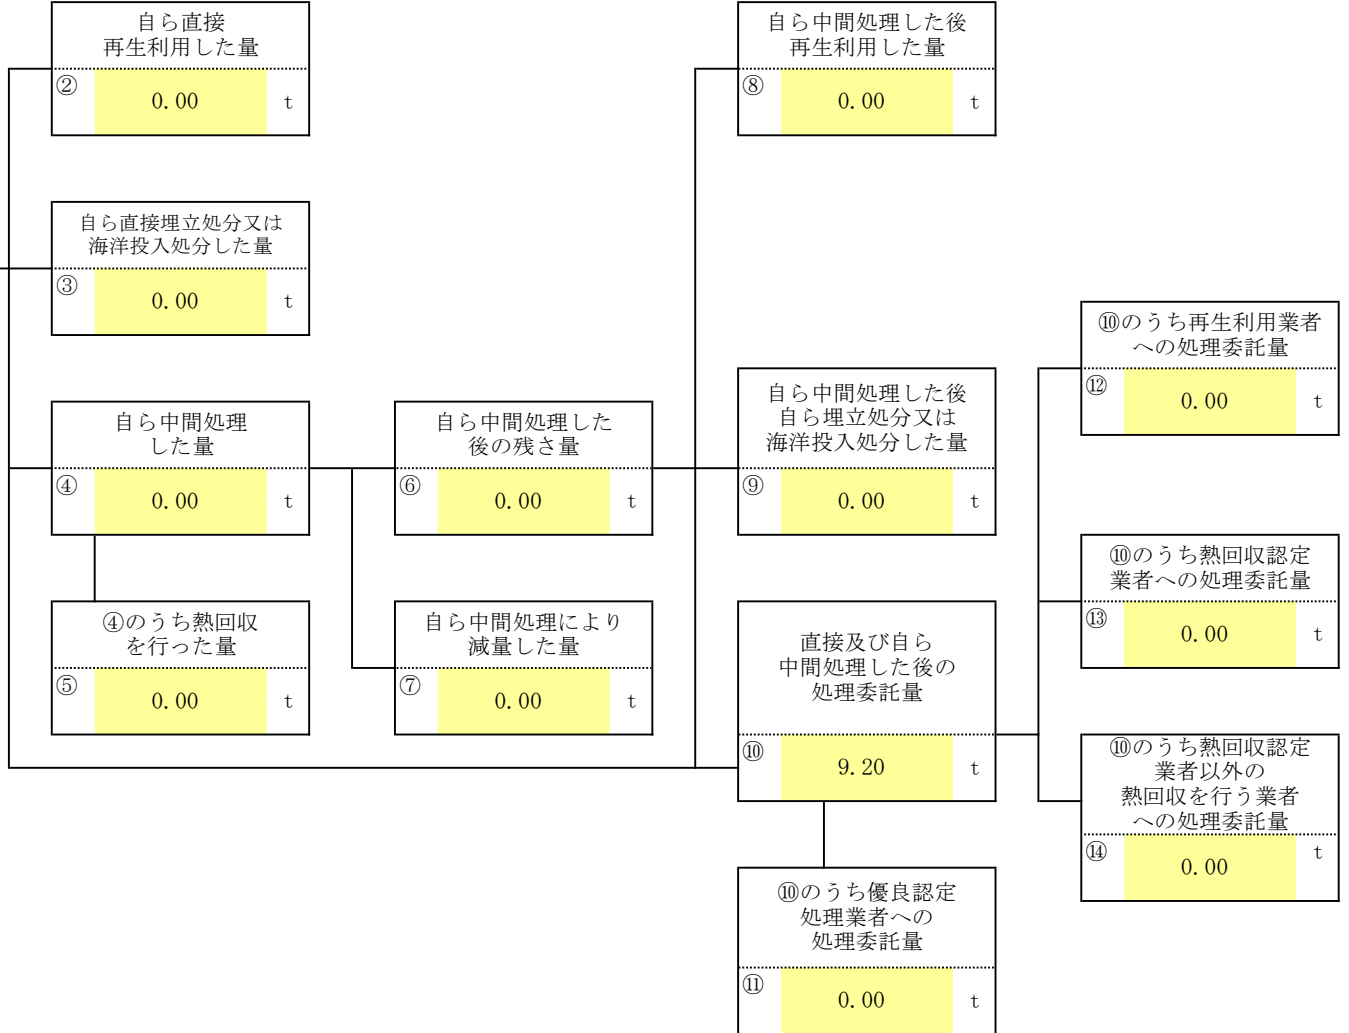 自ら直接
再生利用した量
②
0.00
t
自ら直接埋立処分又は
海洋投入処分した量
③
0.00
t
自ら中間処理
した量
④
0.00
t
④のうち熱回収
を行った量
⑤
0.00
t
自ら中間処理した
後の残さ量
⑥
0.00
t
自ら中間処理により
減量した量
⑦
0.00
t
自ら中間処理した後
再生利用した量
⑧
0.00
t
自ら中間処理した後
自ら埋立処分又は
海洋投入処分した量
⑨
0.00
t
直接及び自ら
中間処理した後の
処理委託量
⑩
9.20
t
⑩のうち優良認定
処理業者への
処理委託量
⑪
0.00
t
⑩のうち再生利用業者
への処理委託量
⑫
0.00
t
⑩のうち熱回収認定
業者への処理委託量
⑬
0.00
t
⑩のうち熱回収認定
業者以外の
熱回収を行う業者
への処理委託量
⑭
0.00
t